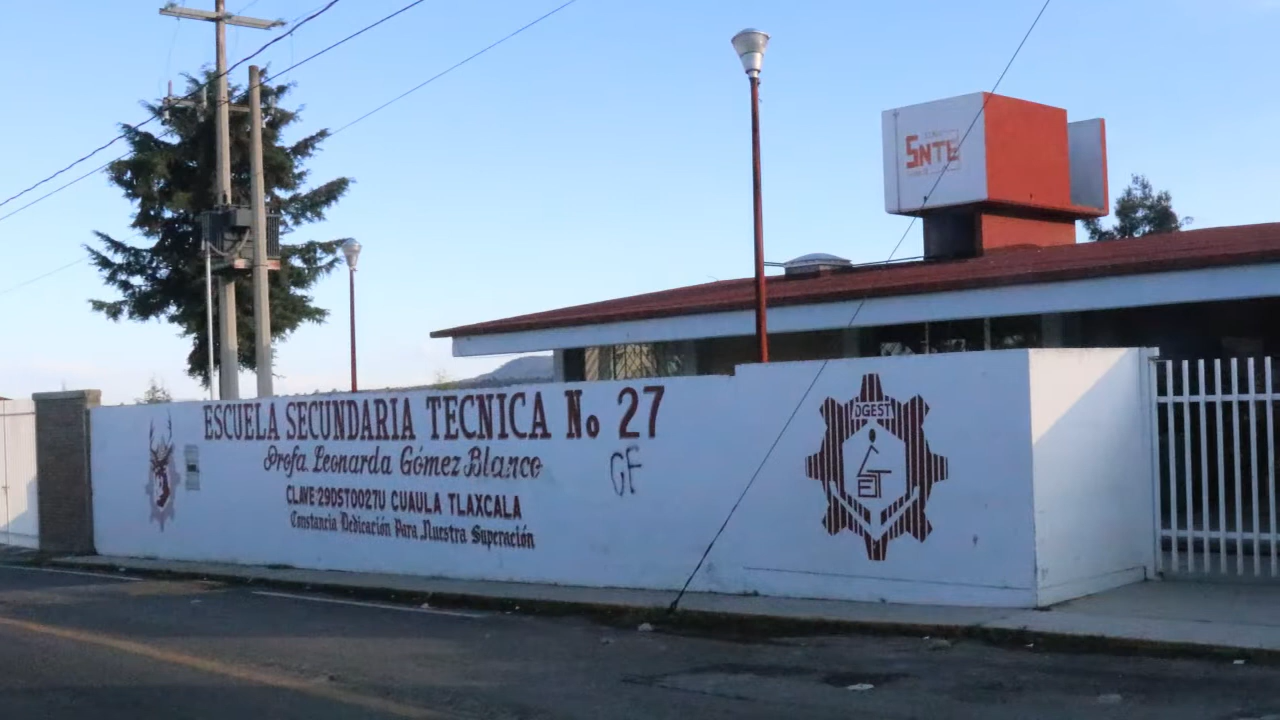 SNTE
ESCUELA SECUNDARIA TECNICA No 27
Profa. Leonarda Gómez Blanco
GF
CLAVE 29DST0027U CUAULA TLAXCALA
Constancia Dedicación Para Nuestra Superación
DGEST
ET